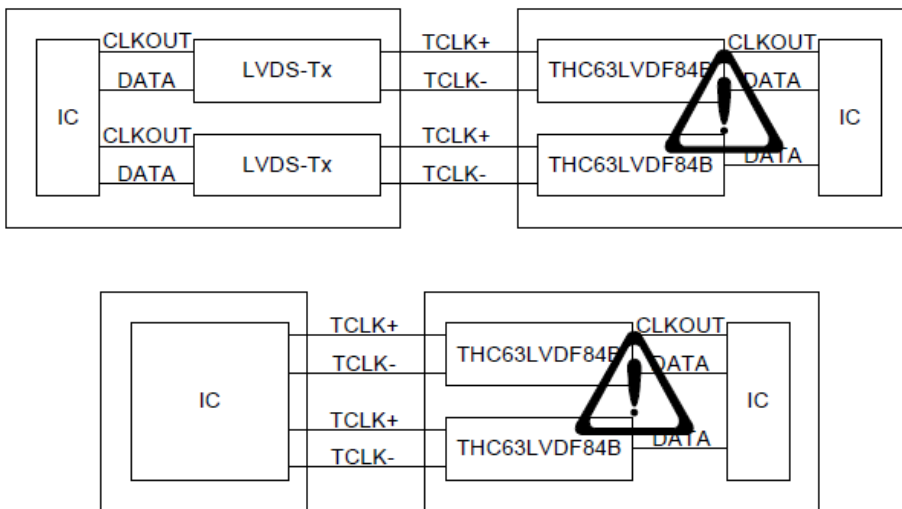 CLKOUT
LVDS-Tx
DATA
IC
CLKOUT
LVDS-Tx
DATA
TCLK+
TCLK-
TCLK+
TCLK-
THC63LVDF84B
CLKOUT
DATA
IC
THC63LVDF84B
DATA
IC
TCLK+
TCLK-
TCLK+
TCLK-
THC63LVDF84B
CLKOUT
DATA
IC
THC63LVDF84B
DATA